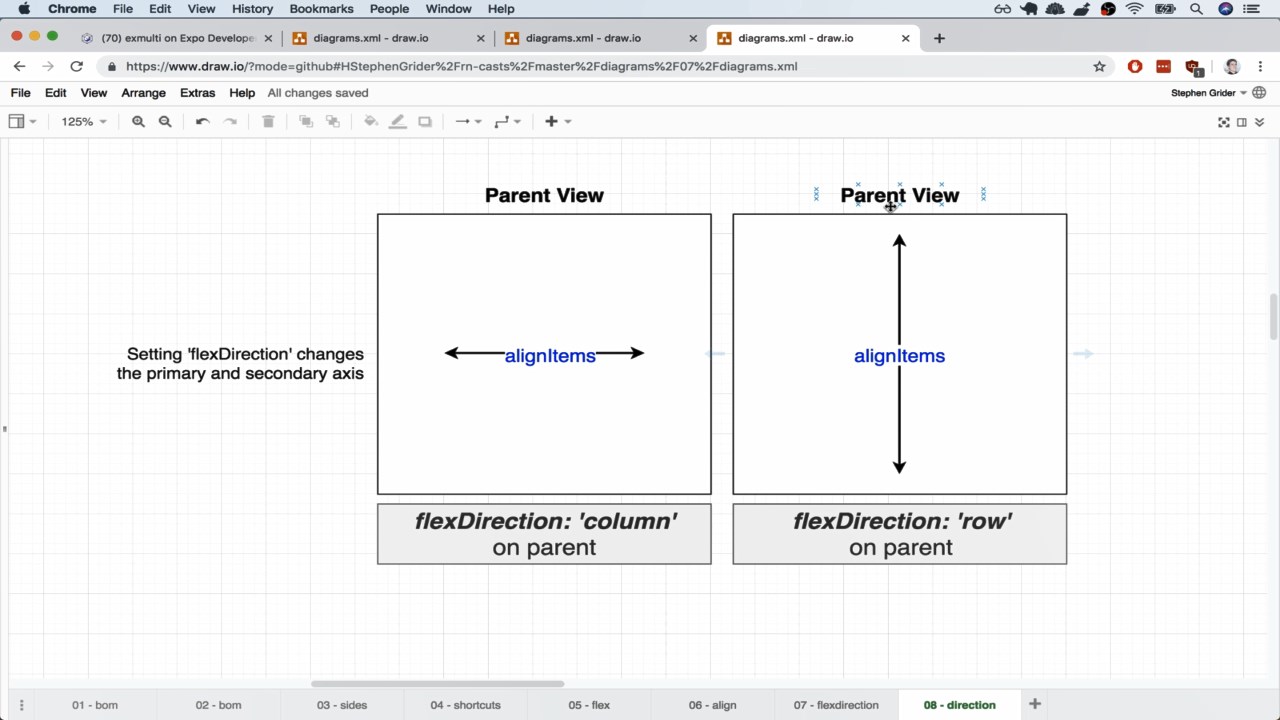 Chrome File Edit View History Bookmarks People Window Help
(70) exmulti on Expo Develope
diagrams.xml - draw.io
diagrams.xml - draw.io
diagrams.xml - draw.io
https://www.draw.io/?mode=github#HStephenGrider%2Frn-casts%2Fmaster%2Fdiagrams%2F07%2Fdiagrams.xml
1
File Edit View Arrange Extras Help All changes saved
Stephen Grider
125%
Parent View
Parent View
Setting 'flexDirection' changes
the primary and secondary axis
alignItems
alignItems
flexDirection: 'column'
on parent
flexDirection: 'row'
on parent
01 - bom
02 - bom
03 - sides
04 - shortcuts
05 - flex
06 - align
07 - flexdirection
08 - direction